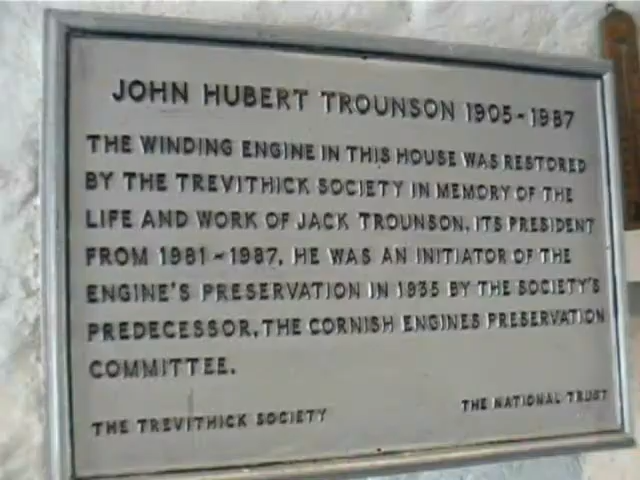 JOHN HUBERT TROUNSON 1905-1987
THE WINDING ENGINE IN THIS HOUSE WAS RESTORED
BY THE TREVITHICK SOCIETY IN MEMORY OF THE
LIFE AND WORK OF JACK TROUNSON, ITS PRESIDENT
FROM 1981-1987. HE WAS AN INITIATOR OF THE
ENGINE'S PRESERVATION IN 1935 BY THE SOCIETY'S
PREDECESSOR, THE CORNISH ENGINES PRESERVATION
COMMITTEE.
THE TREVITHICK SOCIETY THE NATIONAL TRUST